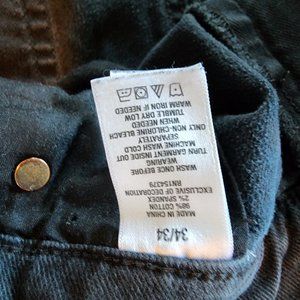 34/34
MADE IN CHINA
98% COTTON
2% SPANDEX
EXCLUSIVE OF DECORATION
RN154379
WASH ONCE BEFORE
WEARING
TURN GARMENT INSIDE OUT
MACHINE WASH COLD
SEPARATELY
ONLY NON-CHLORINE BLEACH
WHEN NEEDED
TUMBLE DRY LOW
WARM IRON IF NEEDED